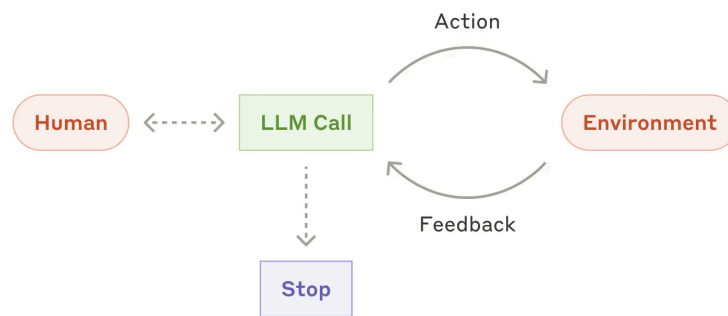 Action
Human
LLM Call
Environment
Feedback
Stop